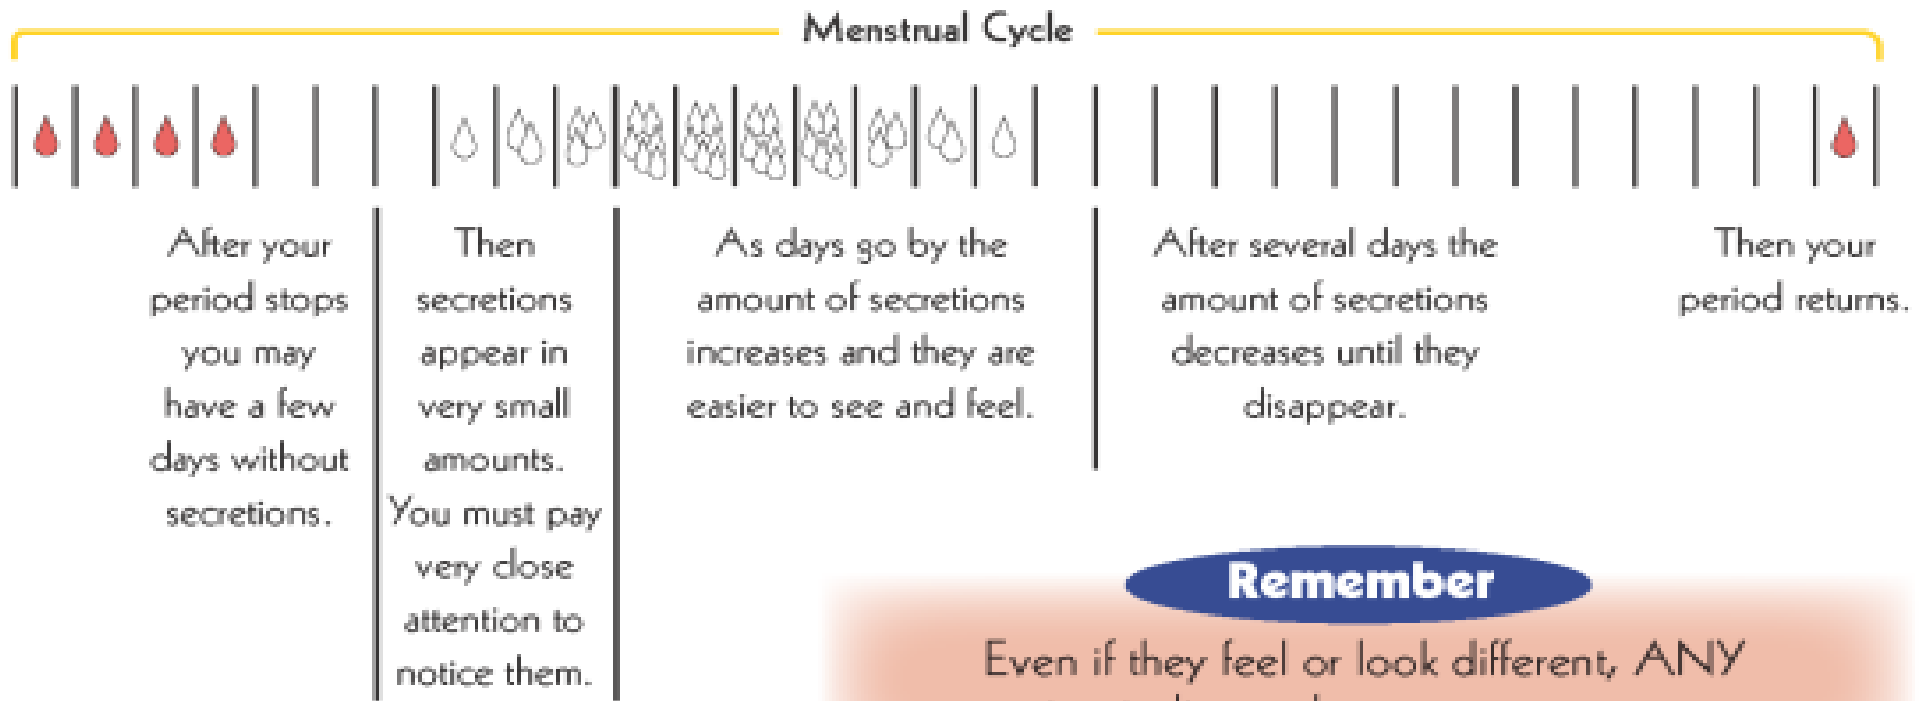 Menstrual Cycle
After your
period stops
you may
have a few
days without
secretions.
Then
secretions
appear in
very small
amounts.
You must pay
very close
attention to
notice them.
As days go by the
amount of secretions
increases and they are
easier to see and feel.
After several days the
amount of secretions
decreases until they
disappear.
Then your
period returns.
Remember
Even if they feel or look different, ANY